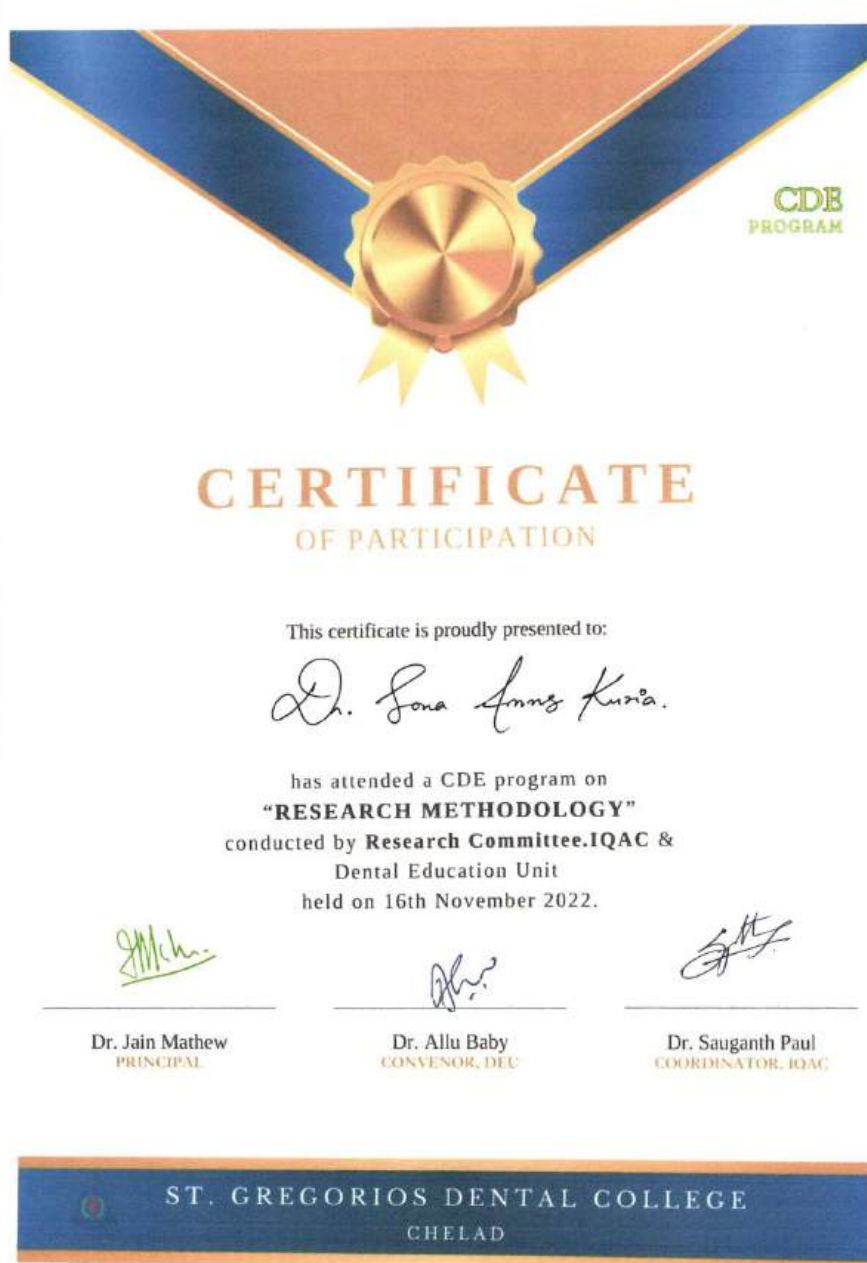 CDE
PROGRAM
CERTIFICATE
OF PARTICIPATION
This certificate is proudly presented to:
Dr. Sona Kuria.
has attended a CDE program on
“RESEARCH METHODOLOGY”
conducted by Research Committee.IQAC &
Dental Education Unit
held on 16th November 2022.
Dr. Jain Mathew
PRINCIPAL
Dr. Allu Baby
CONVENOR, DEU
Dr. Sauganth Paul
COORDINATOR, IQAC
ST. GREGORIOS DENTAL COLLEGE
CHELAD